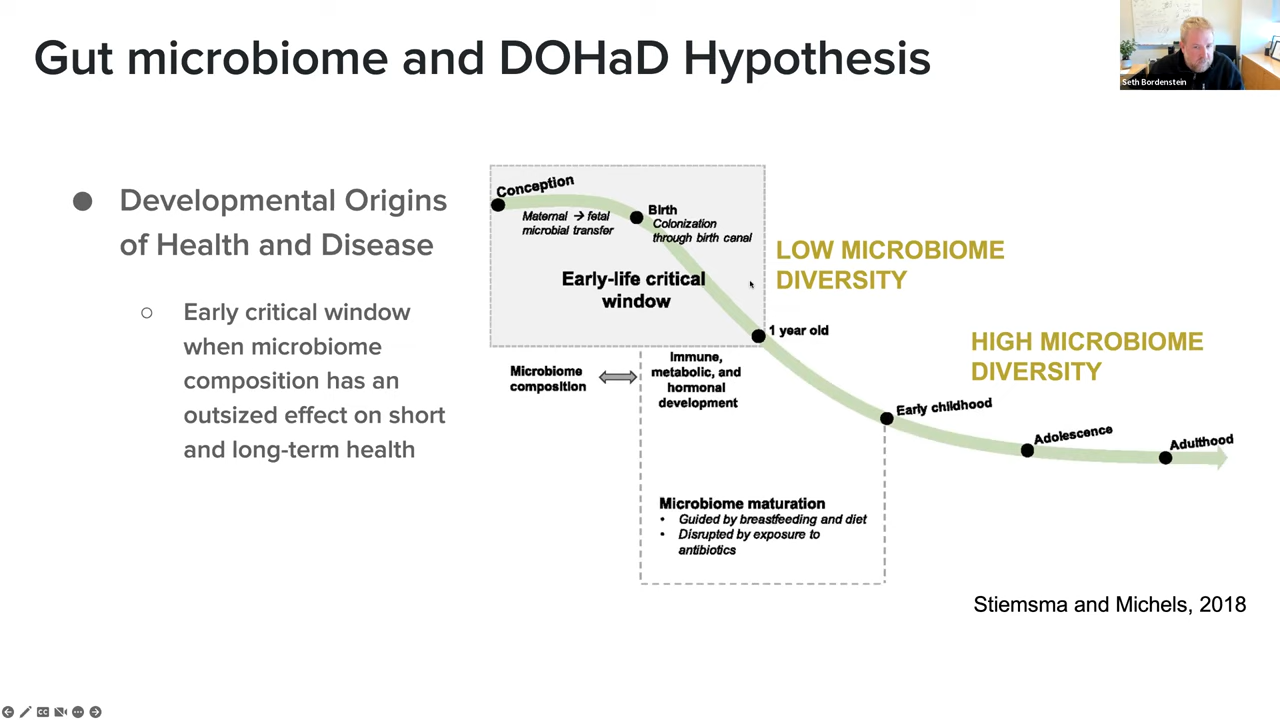 Gut microbiome and DOHaD Hypothesis
Seth Bordenstein
● Developmental Origins
of Health and Disease
○ Early critical window
when microbiome
composition has an
outsized effect on short
and long-term health
Conception
Maternal → fetal
microbial transfer
Birth
Colonization
through birth canal
Early-life critical
window
LOW MICROBIOME
DIVERSITY
1 year old
HIGH MICROBIOME
DIVERSITY
Microbiome
composition
Immune,
metabolic, and
hormonal
development
Early childhood
Adolescence
Adulthood
Microbiome maturation
• Guided by breastfeeding and diet
• Disrupted by exposure to
antibiotics
Stiemsma and Michels, 2018
CC